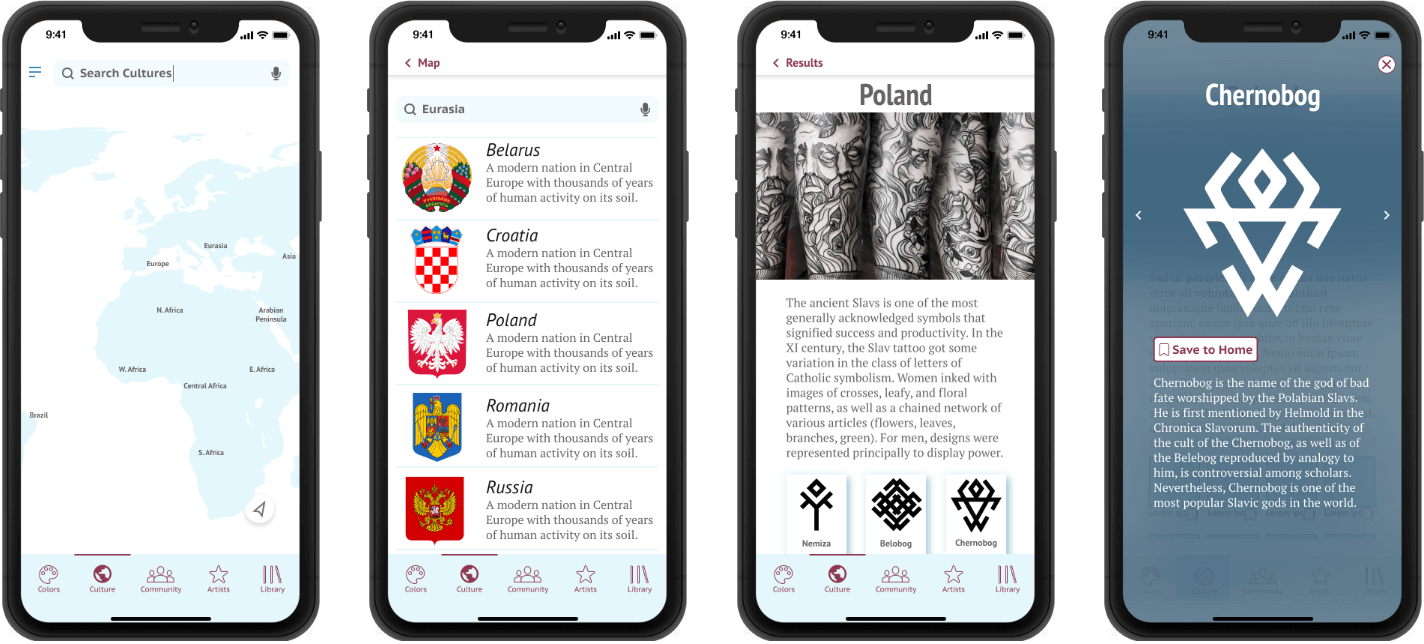 9:41
Search Cultures
Eurasia
Europe
Asia
N. Africa
Arabian
Peninsula
W. Africa
E. Africa
Central Africa
Brazil
S. Africa
Colors
Culture
Community
Artists
Library
9:41
Map
Eurasia
Belarus
A modern nation in Central
Europe with thousands of years
of human activity on its soil.
Croatia
A modern nation in Central
Europe with thousands of years
of human activity on its soil.
Poland
A modern nation in Central
Europe with thousands of years
of human activity on its soil.
Romania
A modern nation in Central
Europe with thousands of years
of human activity on its soil.
Russia
A modern nation in Central
Europe with thousands of years
of human activity on its soil.
Colors
Culture
Community
Artists
Library
9:41
Results
Poland
The ancient Slavs is one of the most
generally acknowledged symbols that
signified success and productivity. In the
XI century, the Slav tattoo got some
variation in the class of letters of
Catholic symbolism. Women inked with
images of crosses, leafy, and floral
patterns, as well as a chained network of
various articles (flowers, leaves,
branches, green). For men, designs were
represented principally to display power.
Nemiza
Belobog
Chernobog
Colors
Culture
Community
Artists
Library
9:41
Chernobog
Save to Home
Chernobog is the name of the god of bad
fate worshipped by the Polabian Slavs.
He is first mentioned by Helmold in the
Chronica Slavorum. The authenticity of
the cult of the Chernobog, as well as of
the Belebog reproduced by analogy to
him, is controversial among scholars.
Nevertheless, Chernobog is one of the
most popular Slavic gods in the world.